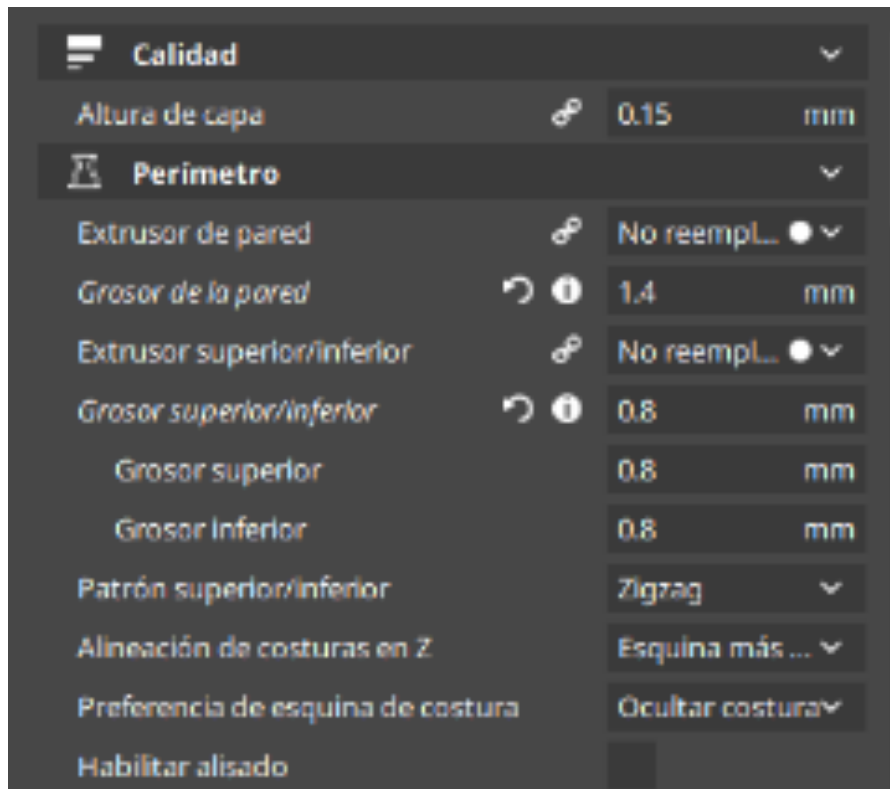 Calidad
Altura de capa 0.15 mm
Perímetro
Extrusor de pared No reempl...
Grosor de la pared 1.4 mm
Extrusor superior/inferior No reempl...
Grosor superior/inferior 0.8 mm
Grosor superior 0.8 mm
Grosor inferior 0.8 mm
Patrón superior/inferior Zigzag
Alineación de costuras en Z Esquina más ...
Preferencia de esquina de costura Ocultar costura
Habilitar alisado